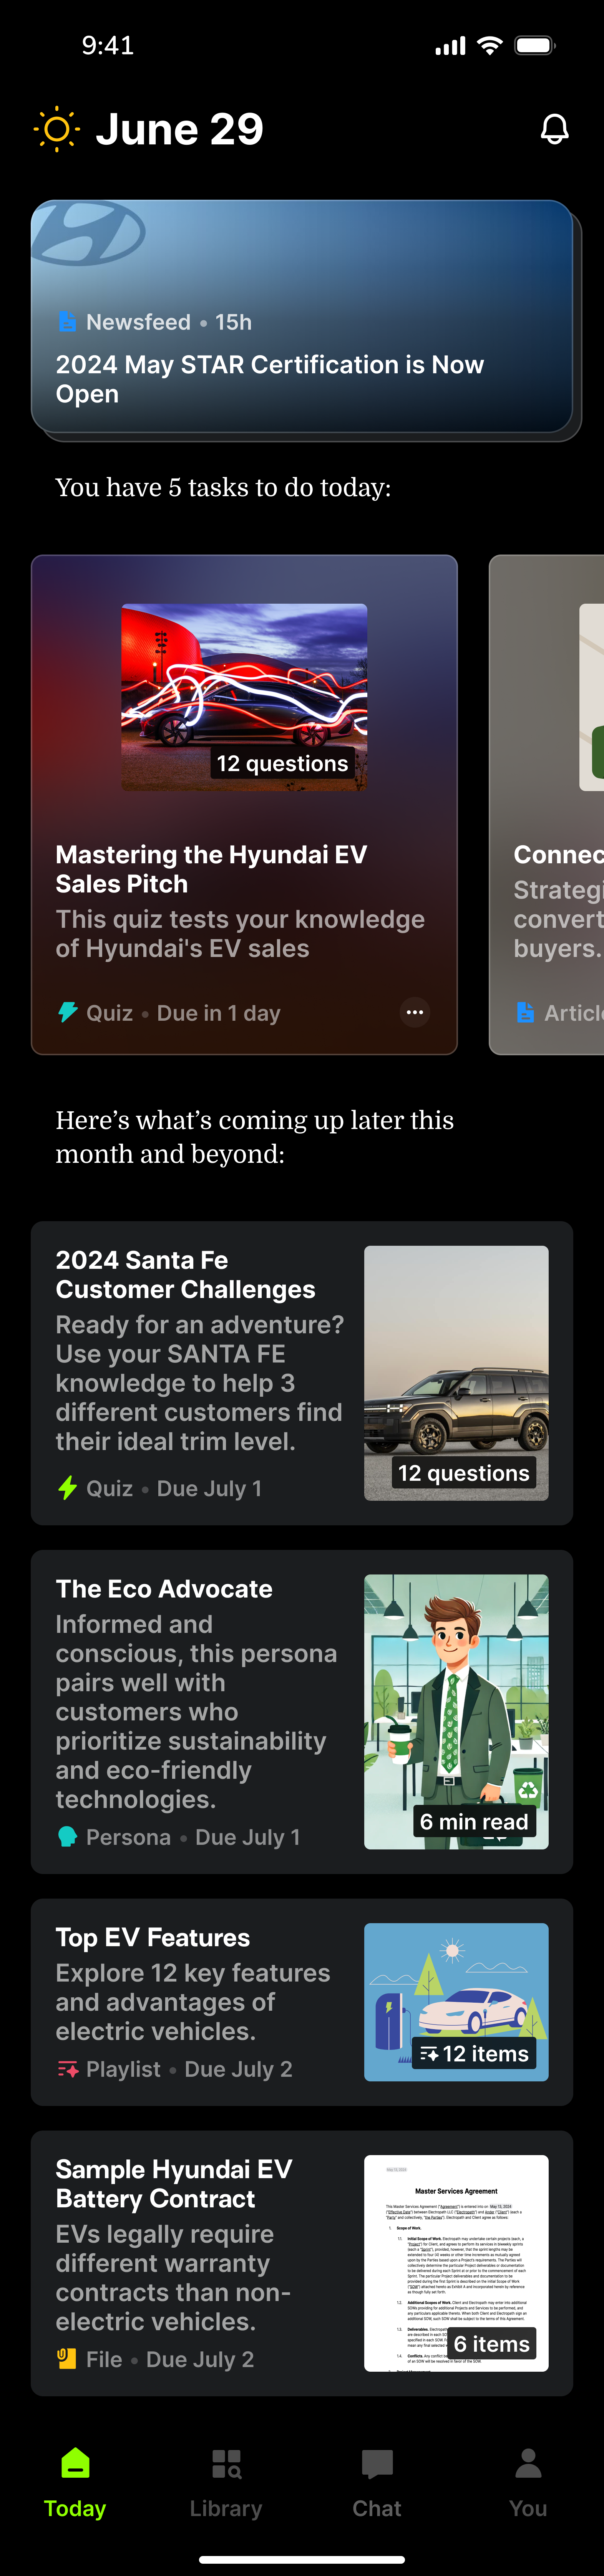 9:41
June 29
Newsfeed • 15h
2024 May STAR Certification is Now
Open
You have 5 tasks to do today:
12 questions
Mastering the Hyundai EV
Sales Pitch
This quiz tests your knowledge
of Hyundai's EV sales
Quiz • Due in 1 day
Connec
Strategi
convert
buyers.
Articl
Here’s what’s coming up later this
month and beyond:
2024 Santa Fe
Customer Challenges
Ready for an adventure?
Use your SANTA FE
knowledge to help 3
different customers find
their ideal trim level.
Quiz • Due July 1
12 questions
The Eco Advocate
Informed and
conscious, this persona
pairs well with
customers who
prioritize sustainability
and eco-friendly
technologies.
Persona • Due July 1
6 min read
Top EV Features
Explore 12 key features
and advantages of
electric vehicles.
Playlist • Due July 2
12 items
Sample Hyundai EV
Battery Contract
EVs legally require
different warranty
contracts than non-
electric vehicles.
File • Due July 2
Master Services Agreement
Scope of Work.
6 items
Today
Library
Chat
You